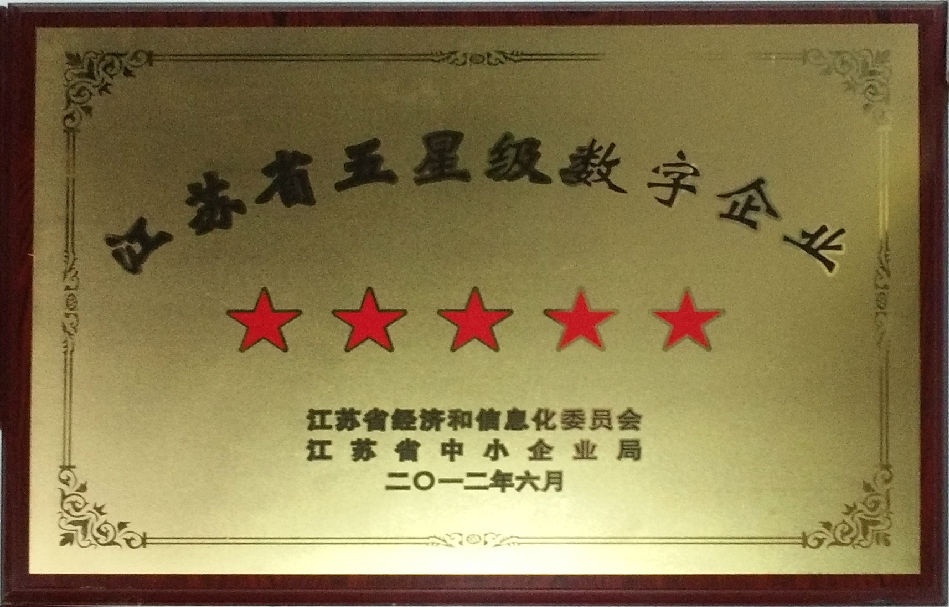 江苏省五星级数字企业
江苏省经济和信息化委员会
江苏省中小企业局
二〇一二年六月